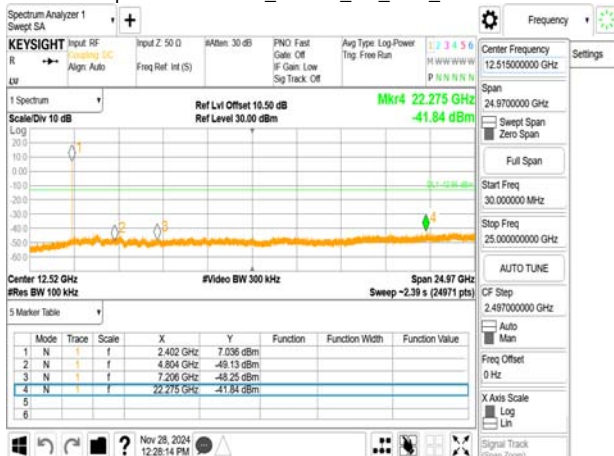 Spectrum Analyzer 1
Swept SA
Frequency
KEYSIGHT
Input: RF
Coupling: DC
Align: Auto
Input Z: 50 Ω
Freq Ref: Int (S)
#Atten: 30 dB
PNO: Fast
Gate: Off
IF Gain: Low
Sig Track: Off
Avg Type: Log-Power
Trig: Free Run
1 2 3 4 5 6
M W W W W W
P N N N N N
R
LXI
Center Frequency
12.515000000 GHz
Settings
Span
24.9700000 GHz
Swept Span
Zero Span
Full Span
Start Freq
30.000000 MHz
Stop Freq
25.000000000 GHz
AUTO TUNE
CF Step
2.497000000 GHz
Auto
Man
Freq Offset
0 Hz
X Axis Scale
Log
Lin
Signal Track
(Span Zoom)
1 Spectrum
Scale/Div 10 dB
Ref Lvl Offset 10.50 dB
Ref Level 30.00 dBm
Mkr4 22.275 GHz
-41.84 dBm
Log
20.0
10.0
0.00
-10.0
-20.0
-30.0
-40.0
-50.0
-60.0
1
2
3
4
Center 12.52 GHz
#Res BW 100 kHz
#Video BW 300 kHz
Span 24.97 GHz
Sweep ~2.39 s (24971 pts)
5 Marker Table
Mode Trace Scale X Y Function Function Width Function Value
1 N 1 f 2.402 GHz 7.036 dBm
2 N 1 f 4.804 GHz -49.13 dBm
3 N 1 f 7.206 GHz -48.25 dBm
4 N 1 f 22.275 GHz -41.84 dBm
5
6
?
Nov 28, 2024
12:28:14 PM